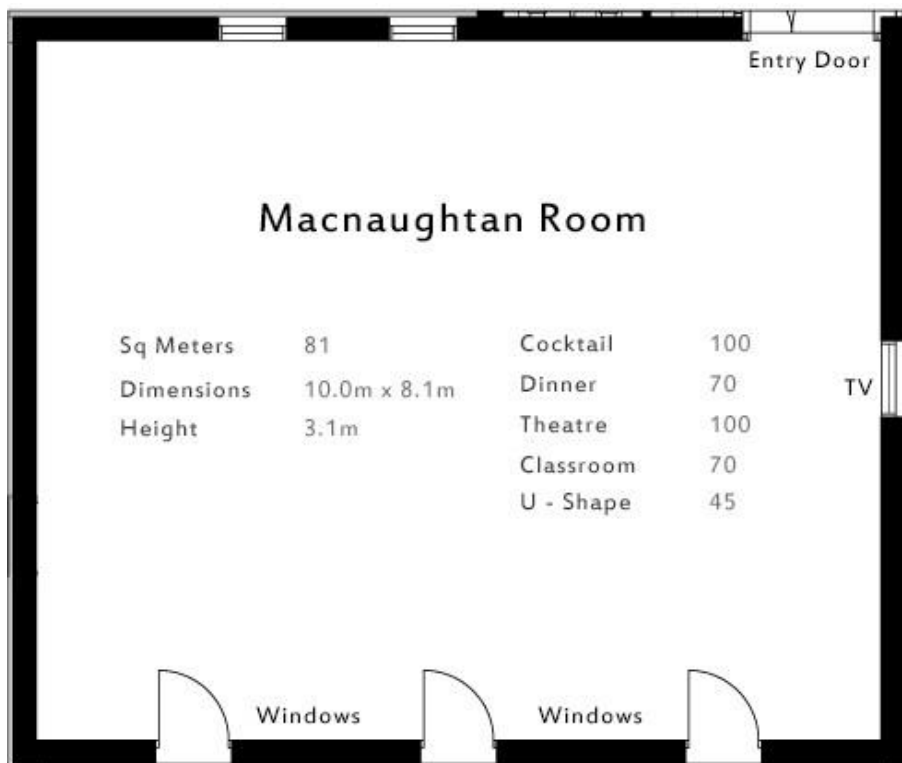 Entry Door
Macnaughtan Room
Sq Meters 81
Dimensions 10.0m x 8.1m
Height 3.1m
Cocktail 100
Dinner 70
Theatre 100
Classroom 70
U - Shape 45
TV
Windows Windows